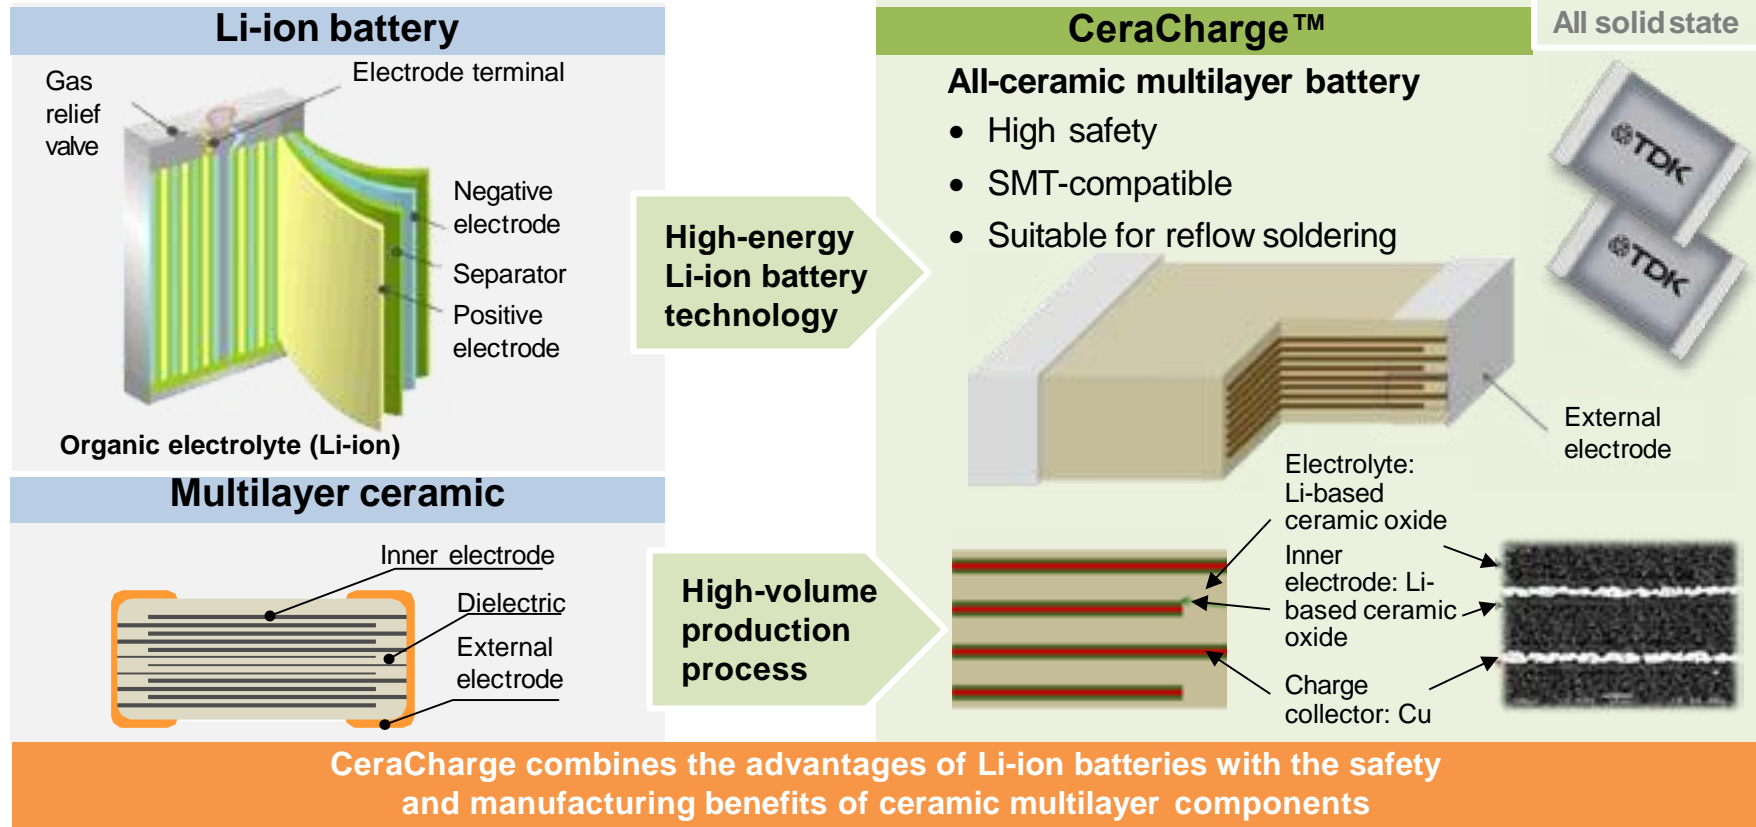 Li-ion battery
Gas
relief
valve
Electrode terminal
Negative
electrode
Separator
Positive
electrode
Organic electrolyte (Li-ion)
Multilayer ceramic
Inner electrode
Dielectric
External
electrode
High-energy
Li-ion battery
technology
High-volume
production
process
CeraCharge™
All solid state
All-ceramic multilayer battery
• High safety
• SMT-compatible
• Suitable for reflow soldering
TDK
TDK
External
electrode
Electrolyte:
Li-based
ceramic oxide
Inner
electrode: Li-
based ceramic
oxide
Charge
collector: Cu
CeraCharge combines the advantages of Li-ion batteries with the safety
and manufacturing benefits of ceramic multilayer components